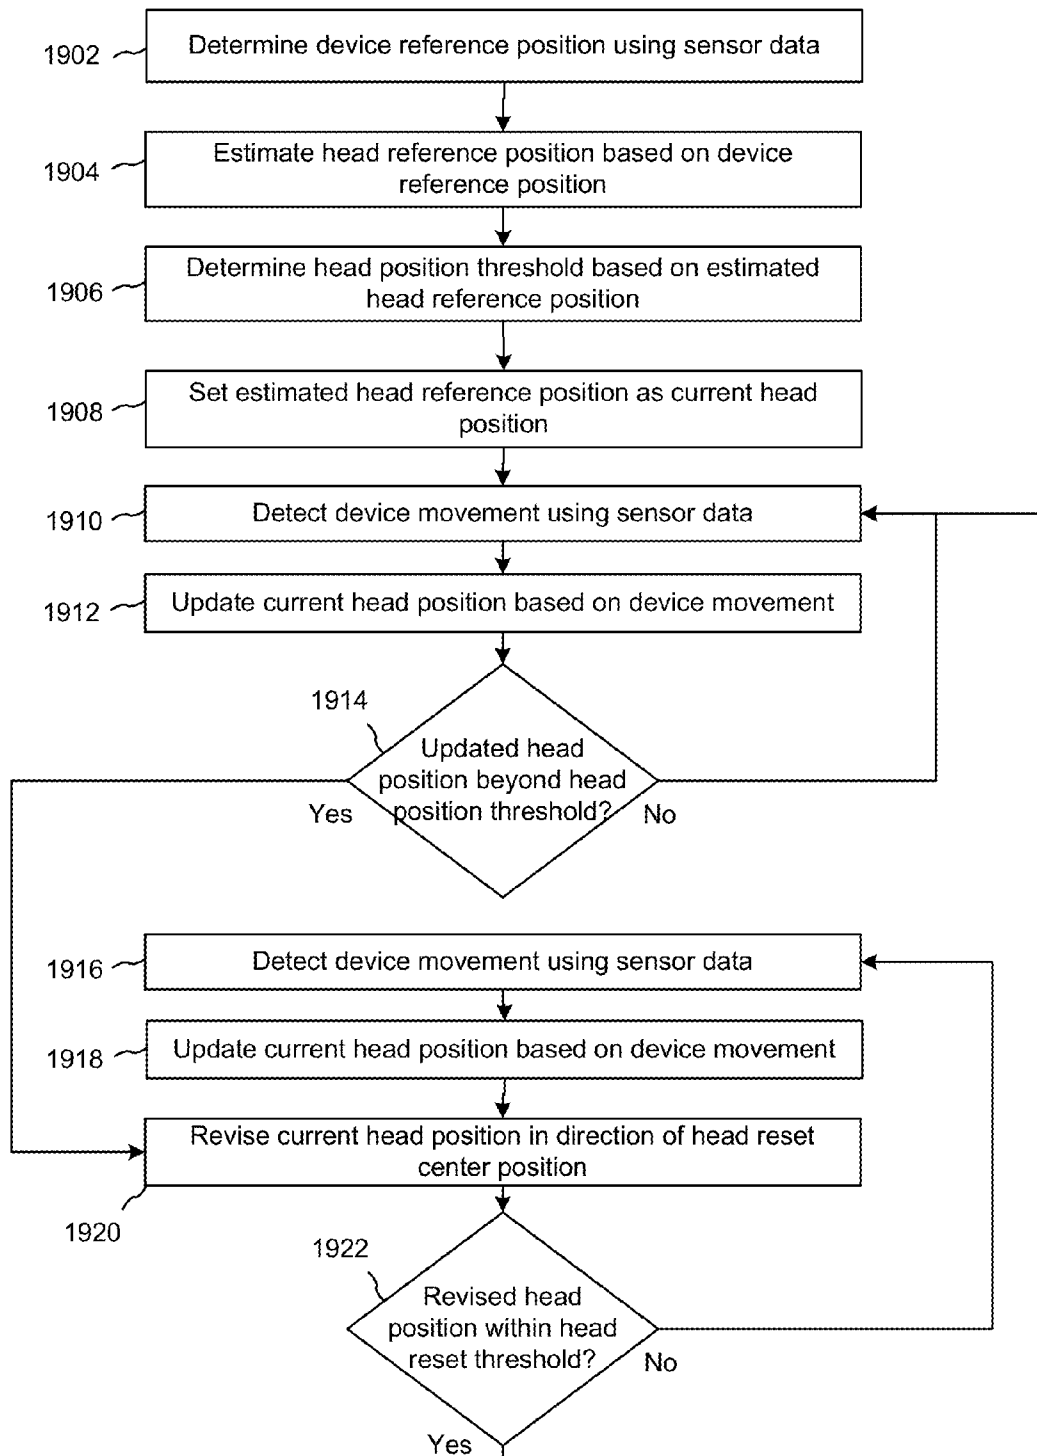 1902
Determine device reference position using sensor data
1904
Estimate head reference position based on device
reference position
1906
Determine head position threshold based on estimated
head reference position
1908
Set estimated head reference position as current head
position
1910
Detect device movement using sensor data
1912
Update current head position based on device movement
1914
Updated head
position beyond head
position threshold?
Yes
No
1916
Detect device movement using sensor data
1918
Update current head position based on device movement
Revise current head position in direction of head reset
center position
1920
1922
Revised head
position within head
reset threshold?
No
Yes